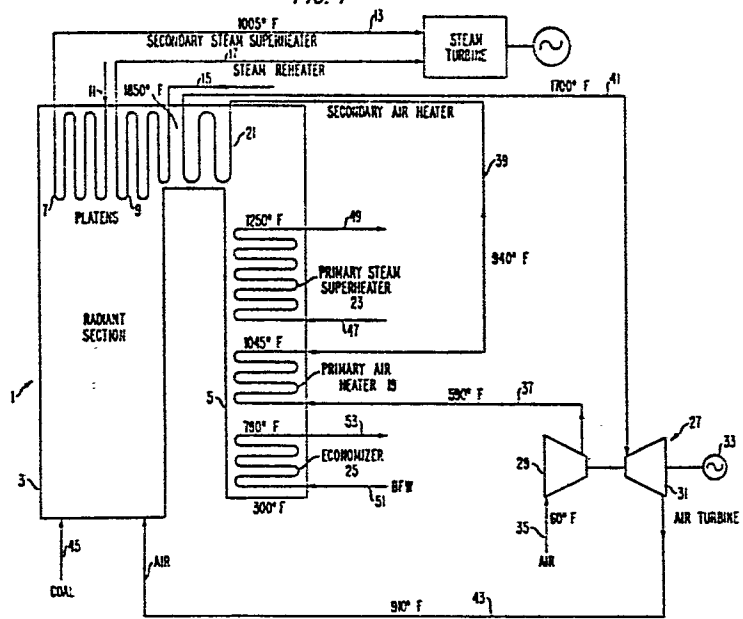 FIG. 1
1005° F
13
SECONDARY STEAM SUPERHEATER
17
STEAM REHEATER
STEAM
TURBINE
11
1850° F
15
1700° F
41
SECONDARY AIR HEATER
21
39
7
9
PLATENS
1250° F
49
940° F
PRIMARY STEAM
SUPERHEATER
23
47
RADIANT
SECTION
1045° F
PRIMARY AIR
HEATER 19
1
5
590° F
37
27
790° F
53
29
33
ECONOMIZER
25
3
51
BFW
31
300° F
35
60° F
AIR TURBINE
45
AIR
AIR
COAL
910° F
43